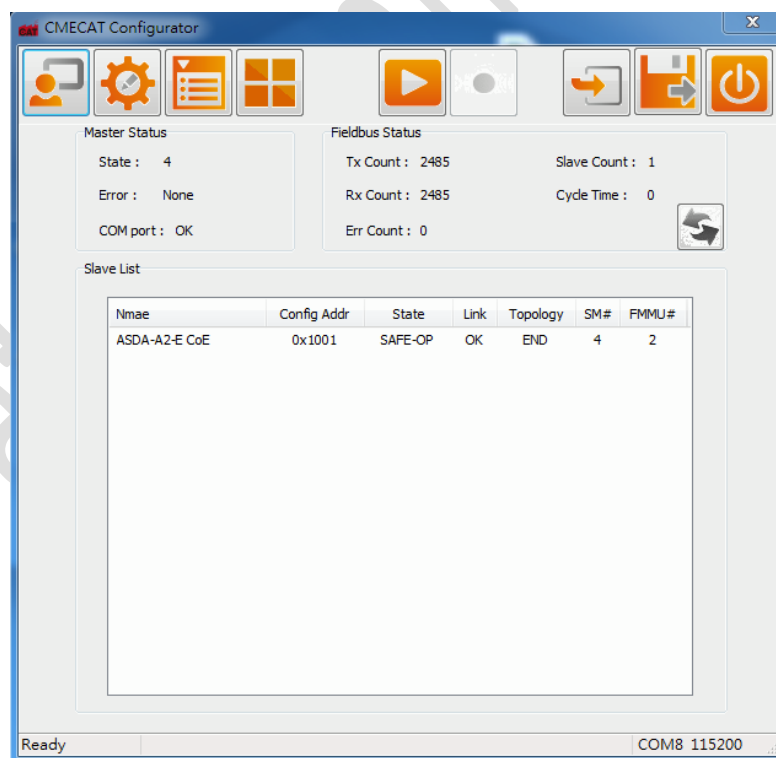 CMECAT Configurator
Master Status
State : 4
Error : None
COM port : OK
Fieldbus Status
Tx Count : 2485
Slave Count : 1
Rx Count : 2485
Cycle Time : 0
Err Count : 0
Slave List
Nmae Config Addr State Link Topology SM# FMMU#
ASDA-A2-E CoE 0x1001 SAFE-OP OK END 4 2
Ready
COM8 115200